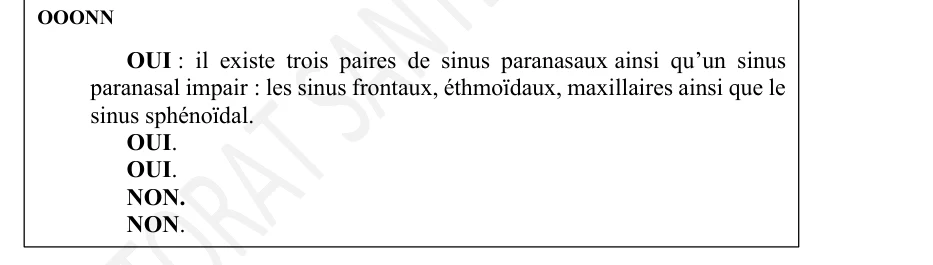 OOONN
OUI : il existe trois paires de sinus paranasaux ainsi qu'un sinus
paranasal impair : les sinus frontaux, éthmoïdaux, maxillaires ainsi que le
sinus sphénoïdal.
OUI.
OUI.
NON.
NON.